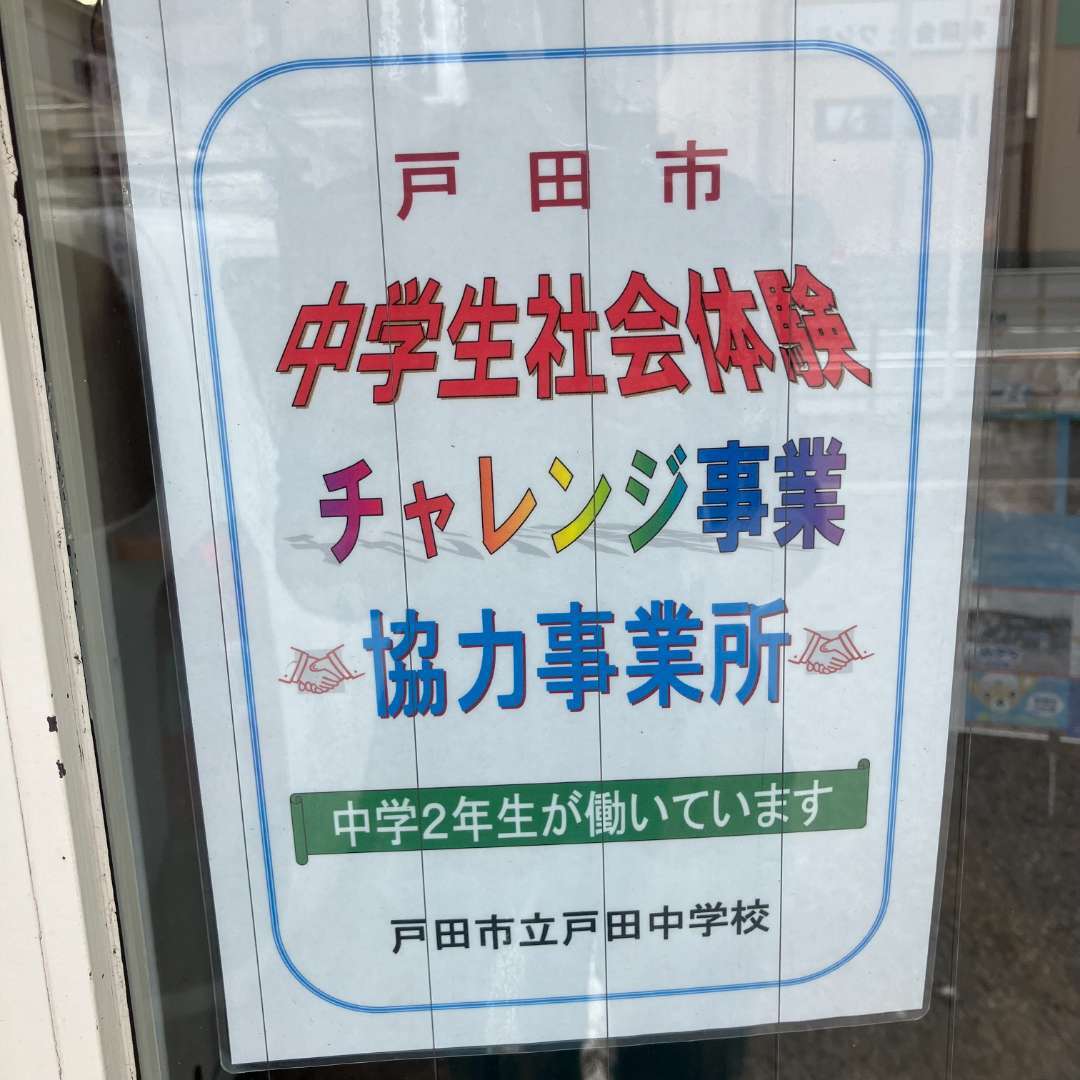 戸田市
中学生社会体験
チャレンジ事業
協力事業所
中学2年生が働いています
戸田市立戸田中学校